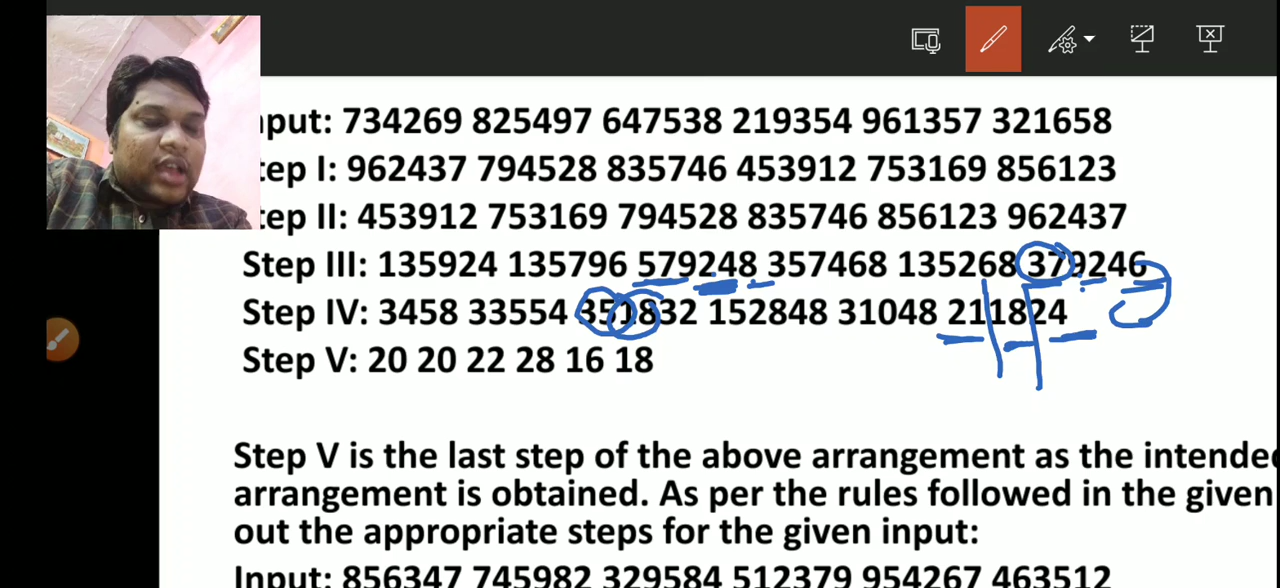 nput: 734269 825497 647538 219354 961357 321658
tep I: 962437 794528 835746 453912 753169 856123
tep II: 453912 753169 794528 835746 856123 962437
Step III: 135924 135796 579248 357468 135268 379246
Step IV: 3458 33554 351832 152848 31048 211824
Step V: 20 20 22 28 16 18
Step V is the last step of the above arrangement as the intended
arrangement is obtained. As per the rules followed in the given
out the appropriate steps for the given input:
Input: 856347 745982 329584 512379 954267 463512